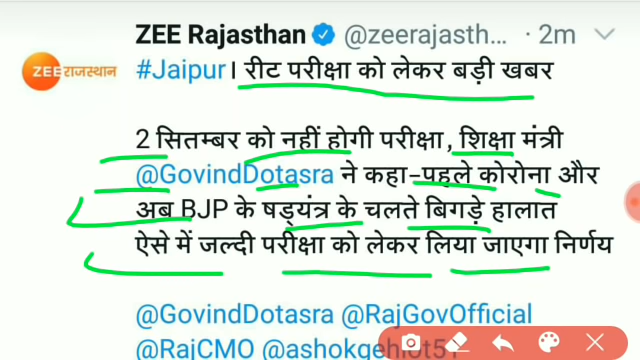 ZEE Rajasthan @zeerajasth... · 2m
ZEE राजस्थान #Jaipur। रीट परीक्षा को लेकर बड़ी खबर
2 सितम्बर को नहीं होगी परीक्षा, शिक्षा मंत्री
@GovindDotasra ने कहा-पहले कोरोना और
अब BJP के षड्यंत्र के चलते बिगड़े हालात
ऐसे में जल्दी परीक्षा को लेकर लिया जाएगा निर्णय
@GovindDotasra @RajGovOfficial
@RajCMO @ashokgehlot51